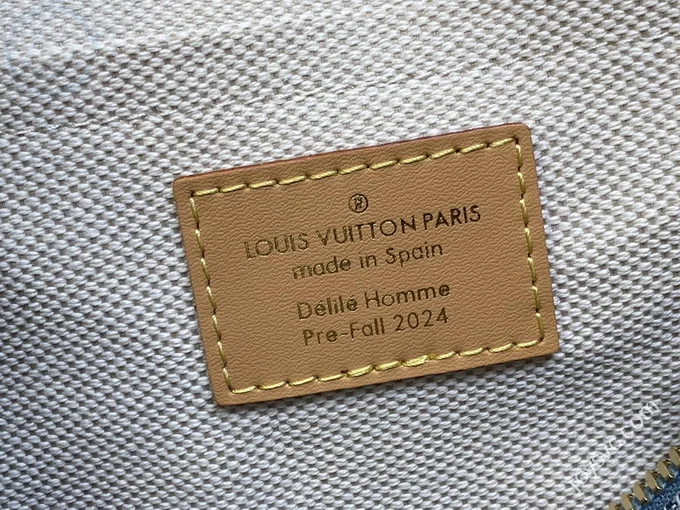 ®
LOUIS VUITTON PARIS
made in Spain
Délilé Homme
Pre-Fall 2024